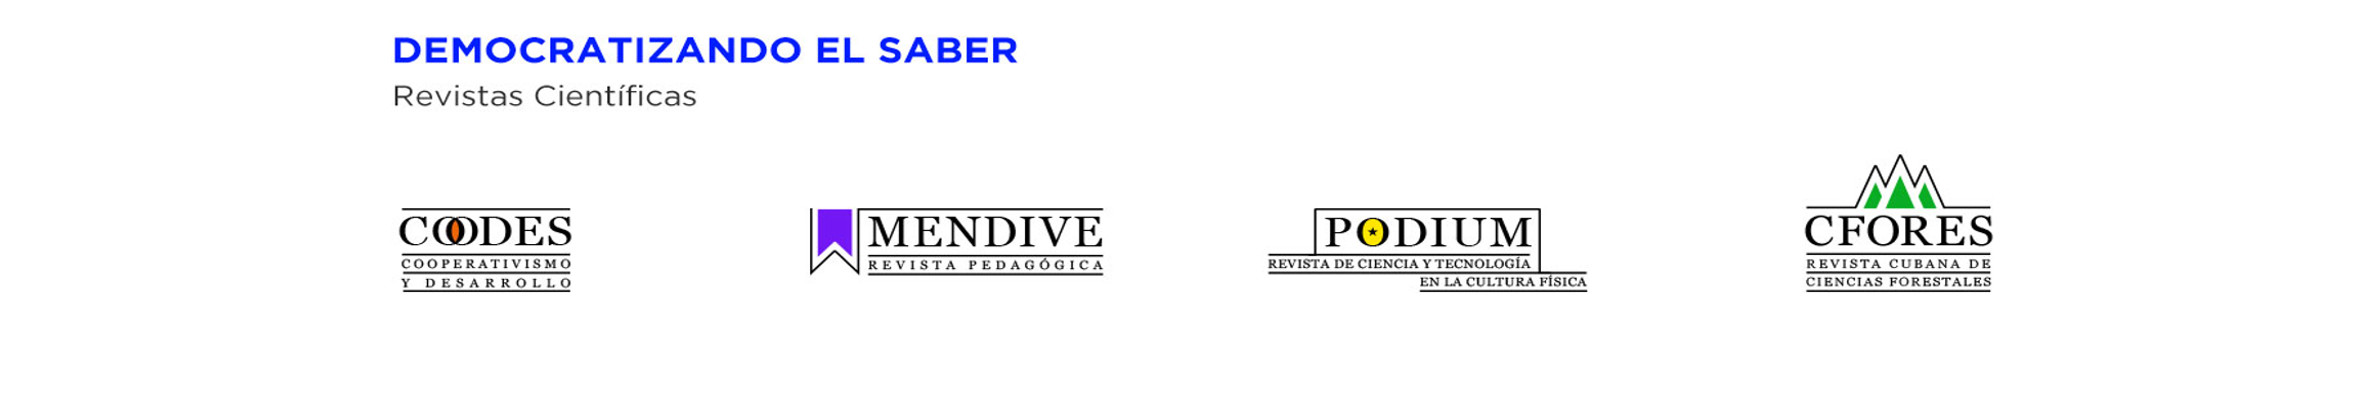 DEMOCRATIZANDO EL SABER
Revistas Científicas
COODES
COOPERATIVISMO
Y DESARROLLO
MENDIVE
REVISTA PEDAGÓGICA
PODIUM
REVISTA DE CIENCIA Y TECNOLOGÍA
EN LA CULTURA FÍSICA
CFORES
REVISTA CUBANA DE
CIENCIAS FORESTALES